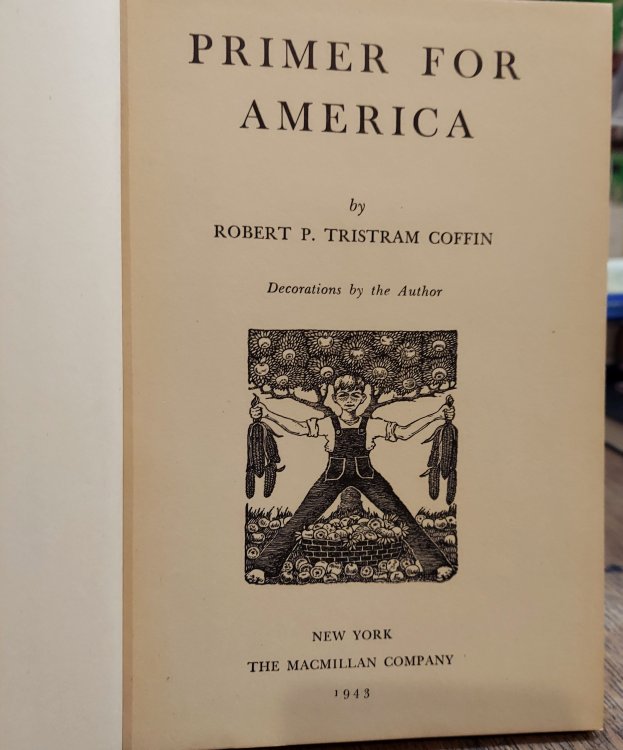 PRIMER FOR
AMERICA
by
ROBERT P. TRISTRAM COFFIN
Decorations by the Author
NEW YORK
THE MACMILLAN COMPANY
1943